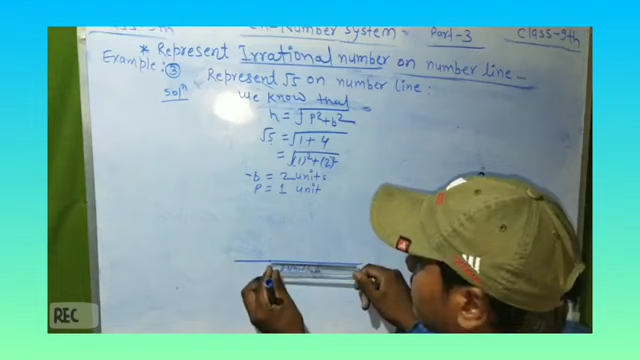 Number system Part-3 Class-9th
* Represent Irrational number on number line -
Example: ③ Represent √5 on number line:
Solⁿ
We know that
h = √p²+b²
√5 = √1+4
= √(1)²+(2)²
b = 2 units
P = 1 unit
REC